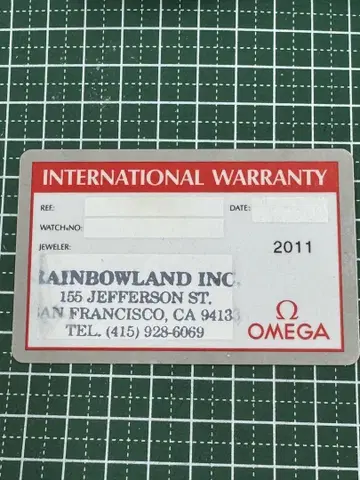 INTERNATIONAL WARRANTY
REF.: DATE:
WATCH-NO:
JEWELER: 2011
RAINBOWLAND INC.
155 JEFFERSON ST.
SAN FRANCISCO, CA 94133
TEL. (415) 928-6069
Ω
OMEGA